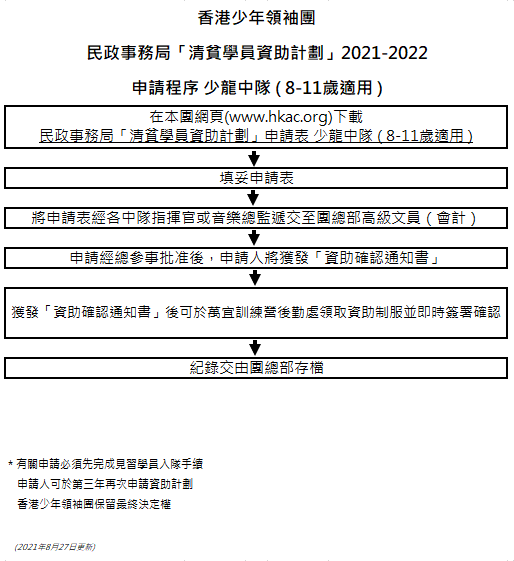 香港少年領袖團
民政事務局「清貧學員資助計劃」2021-2022
申請程序 少龍中隊 ( 8-11歲適用 )
在本團網頁(www.hkac.org)下載
民政事務局「清貧學員資助計劃」申請表 少龍中隊 ( 8-11歲適用 )
填妥申請表
將申請表經各中隊指揮官或音樂總監遞交至團總部高級文員 ( 會計 )
申請經總參事批准後，申請人將獲發「資助確認通知書」
獲發「資助確認通知書」後可於萬宜訓練營後勤處領取資助制服並即時簽署確認
紀錄交由團總部存檔
* 有關申請必須先完成見習學員入隊手續
申請人可於第三年再次申請資助計劃
香港少年領袖團保留最終決定權
(2021年8月27日更新)